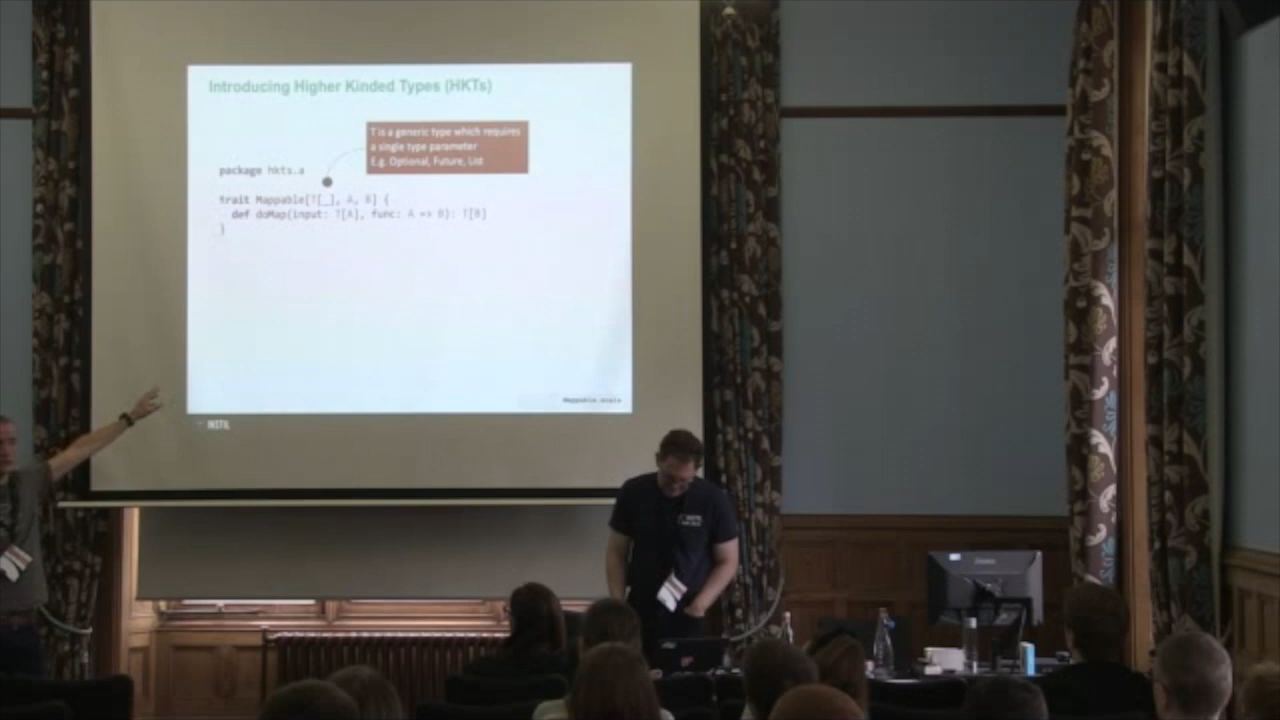 Introducing Higher Kinded Types (HKTs)
T is a generic type which requires
a single type parameter
E.g. Optional, Future, List
package hkts.a
trait Mappable[T[_], A, B] {
def doMap(input: T[A], func: A => B): T[B]
}
Mappable.scala
INSTIL